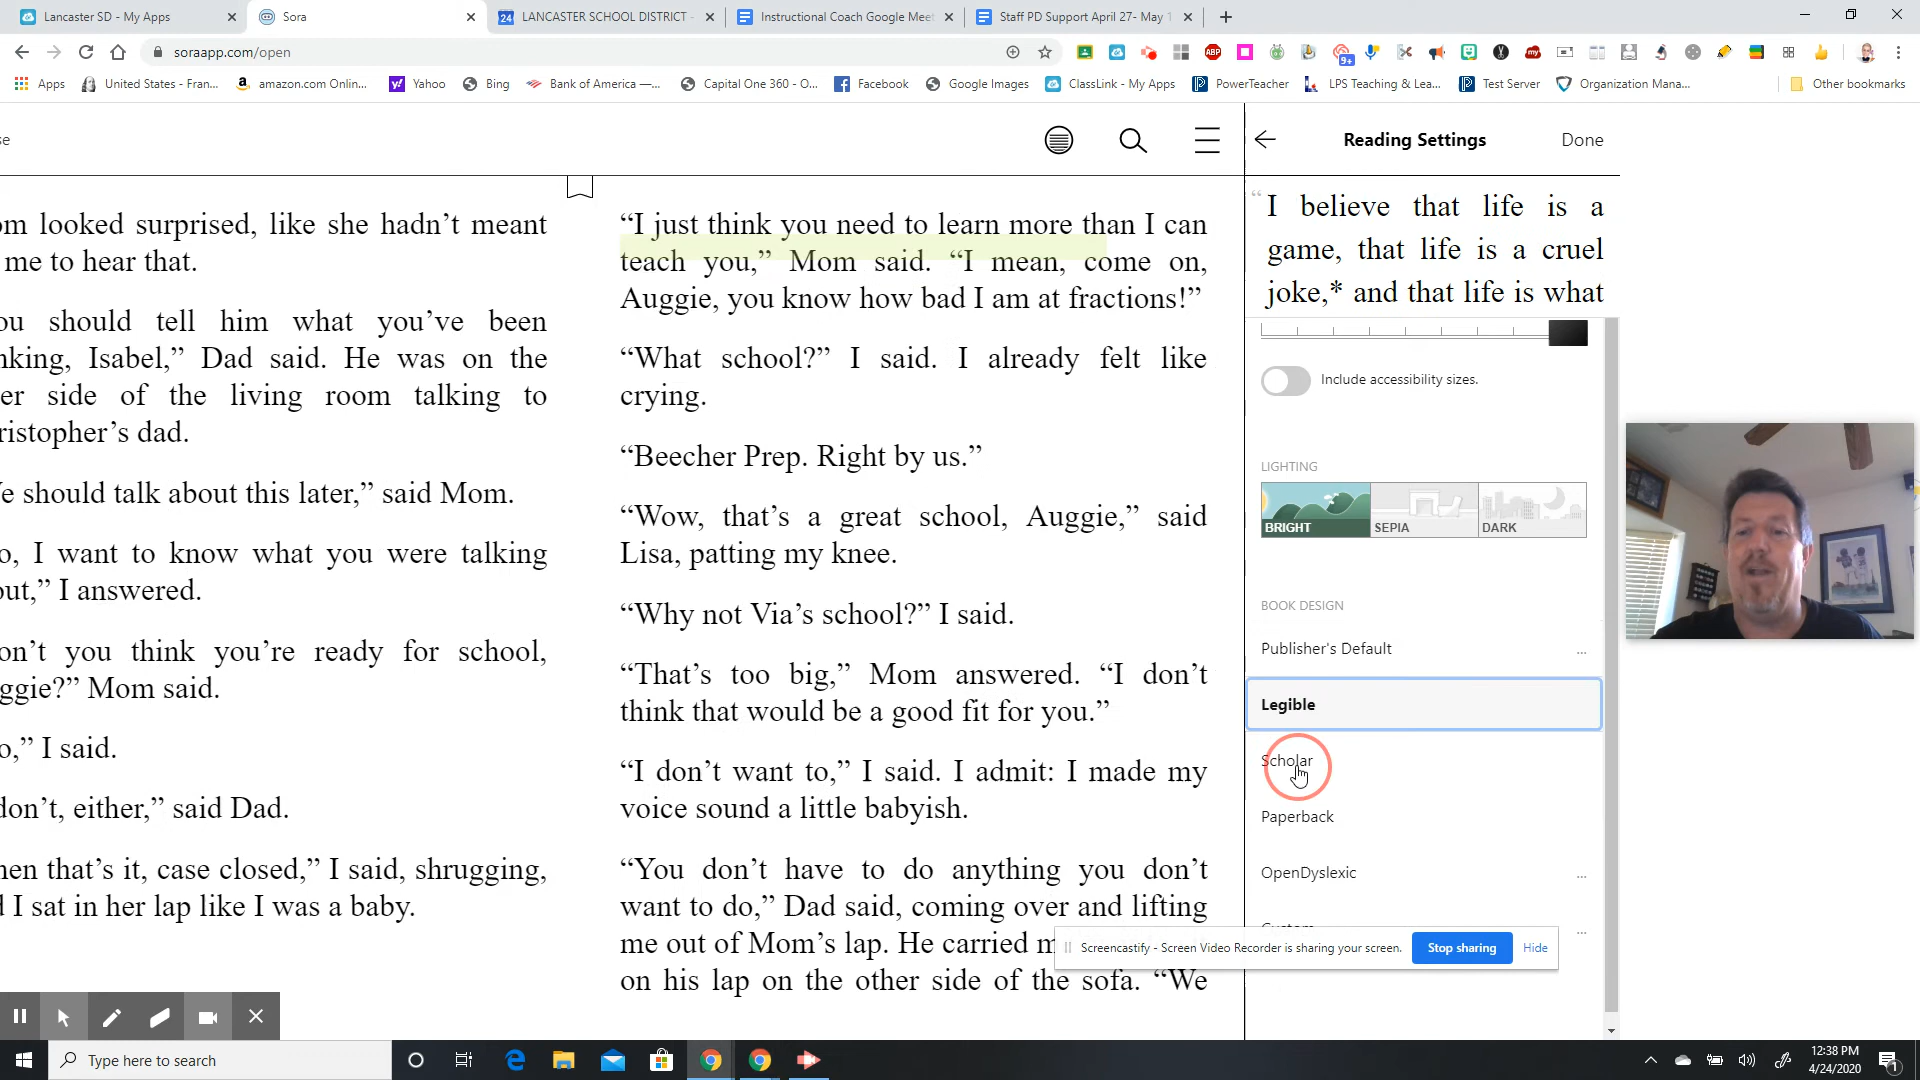 Lancaster SD - My Apps
Sora
24
LANCASTER SCHOOL DISTRICT -
Instructional Coach Google Meet
Staff PD Support April 27- May 1
soraapp.com/open
ABP
9+
my
Apps
United States - Fran...
amazon.com Onlin...
Yahoo
Bing
Bank of America —...
Capital One 360 - O...
Facebook
Google Images
ClassLink - My Apps
PowerTeacher
LPS Teaching & Lea...
Test Server
Organization Mana...
Other bookmarks
se
om looked surprised, like she hadn’t meant
me to hear that.
ou should tell him what you’ve been
nking, Isabel,” Dad said. He was on the
er side of the living room talking to
ristopher’s dad.
e should talk about this later,” said Mom.
o, I want to know what you were talking
out,” I answered.
on’t you think you’re ready for school,
ggie?” Mom said.
o,” I said.
don’t, either,” said Dad.
hen that’s it, case closed,” I said, shrugging,
d I sat in her lap like I was a baby.
“I just think you need to learn more than I can
teach you,” Mom said. “I mean, come on,
Auggie, you know how bad I am at fractions!”
“What school?” I said. I already felt like
crying.
“Beecher Prep. Right by us.”
“Wow, that’s a great school, Auggie,” said
Lisa, patting my knee.
“Why not Via’s school?” I said.
“That’s too big,” Mom answered. “I don’t
think that would be a good fit for you.”
“I don’t want to,” I said. I admit: I made my
voice sound a little babyish.
“You don’t have to do anything you don’t
want to do,” Dad said, coming over and lifting
me out of Mom’s lap. He carried m
on his lap on the other side of the sofa. “We
Reading Settings
Done
“I believe that life is a
game, that life is a cruel
joke,* and that life is what
Include accessibility sizes.
LIGHTING
BRIGHT
SEPIA
DARK
BOOK DESIGN
Publisher's Default
...
Legible
Scholar
Paperback
OpenDyslexic
...
Custom
...
Screencastify - Screen Video Recorder is sharing your screen.
Stop sharing
Hide
Type here to search
12:38 PM
4/24/2020
1